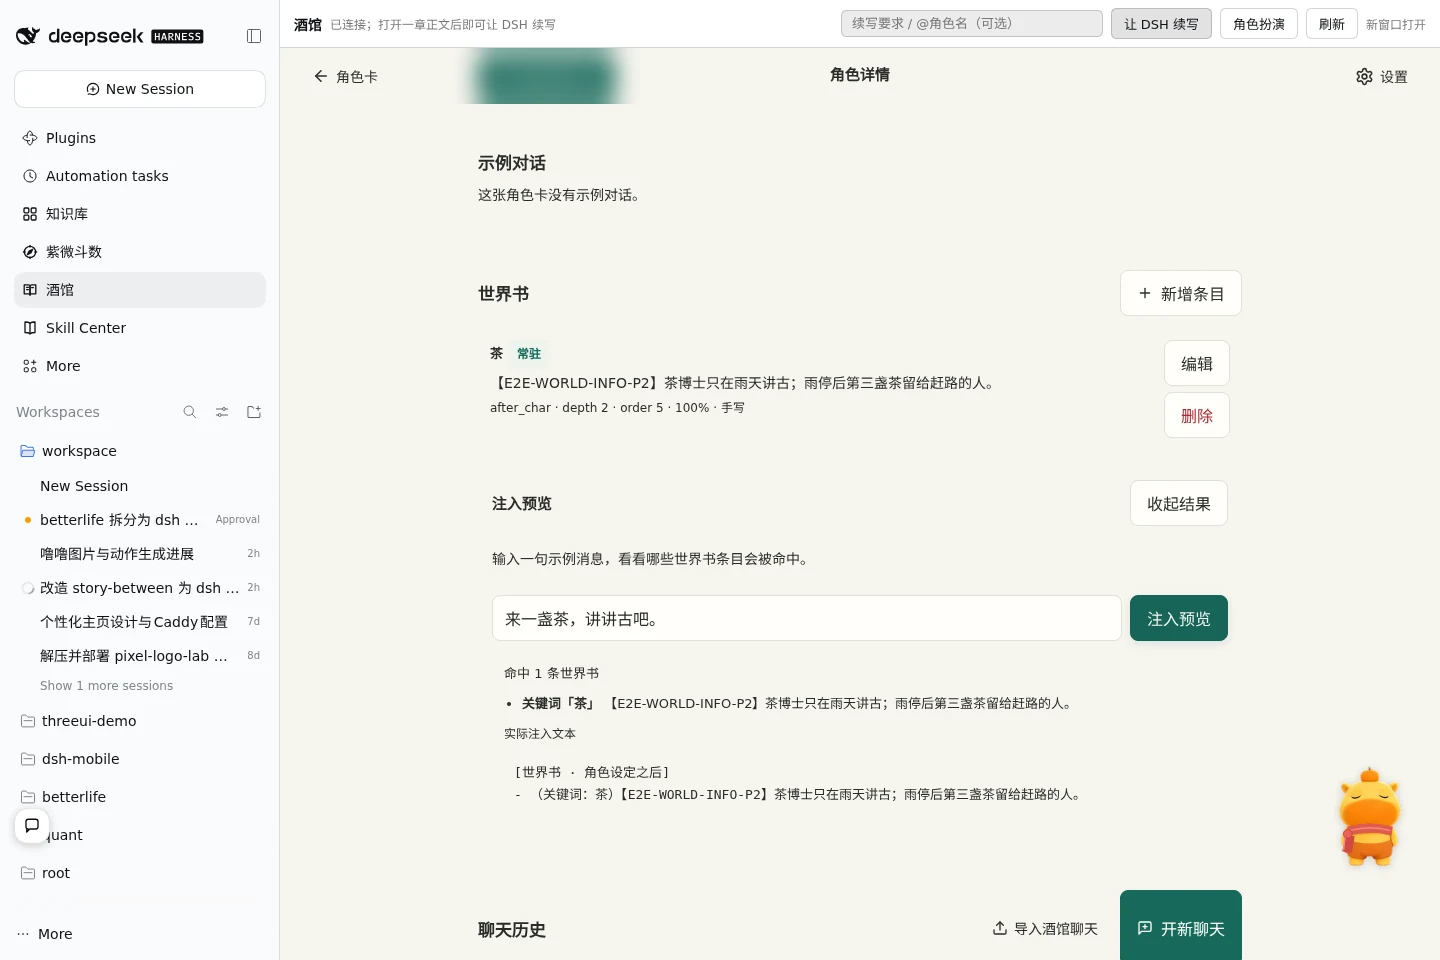 deepseek HARNESS
New Session
Plugins
Automation tasks
知识库
紫微斗数
酒馆
Skill Center
More
Workspaces
workspace
New Session
betterlife 拆分为 dsh ... Approval
噜噜图片与动作生成进展 2h
改造 story-between 为 dsh ... 2h
个性化主页设计与Caddy配置 7d
解压并部署 pixel-logo-lab ... 8d
Show 1 more sessions
threeui-demo
dsh-mobile
betterlife
quant
root
... More
酒馆 已连接；打开一章正文后即可让 DSH 续写
续写要求 / @角色名（可选）
让 DSH 续写
角色扮演
刷新
新窗口打开
角色卡
角色详情
设置
示例对话
这张角色卡没有示例对话。
世界书
新增条目
茶 常驻
【E2E-WORLD-INFO-P2】茶博士只在雨天讲古；雨停后第三盏茶留给赶路的人。
after_char · depth 2 · order 5 · 100% · 手写
编辑
删除
注入预览
收起结果
输入一句示例消息，看看哪些世界书条目会被命中。
来一盏茶，讲讲古吧。
注入预览
命中 1 条世界书
• 关键词「茶」 【E2E-WORLD-INFO-P2】茶博士只在雨天讲古；雨停后第三盏茶留给赶路的人。
实际注入文本
[世界书 · 角色设定之后]
- （关键词：茶）【E2E-WORLD-INFO-P2】茶博士只在雨天讲古；雨停后第三盏茶留给赶路的人。
聊天历史
导入酒馆聊天
开新聊天